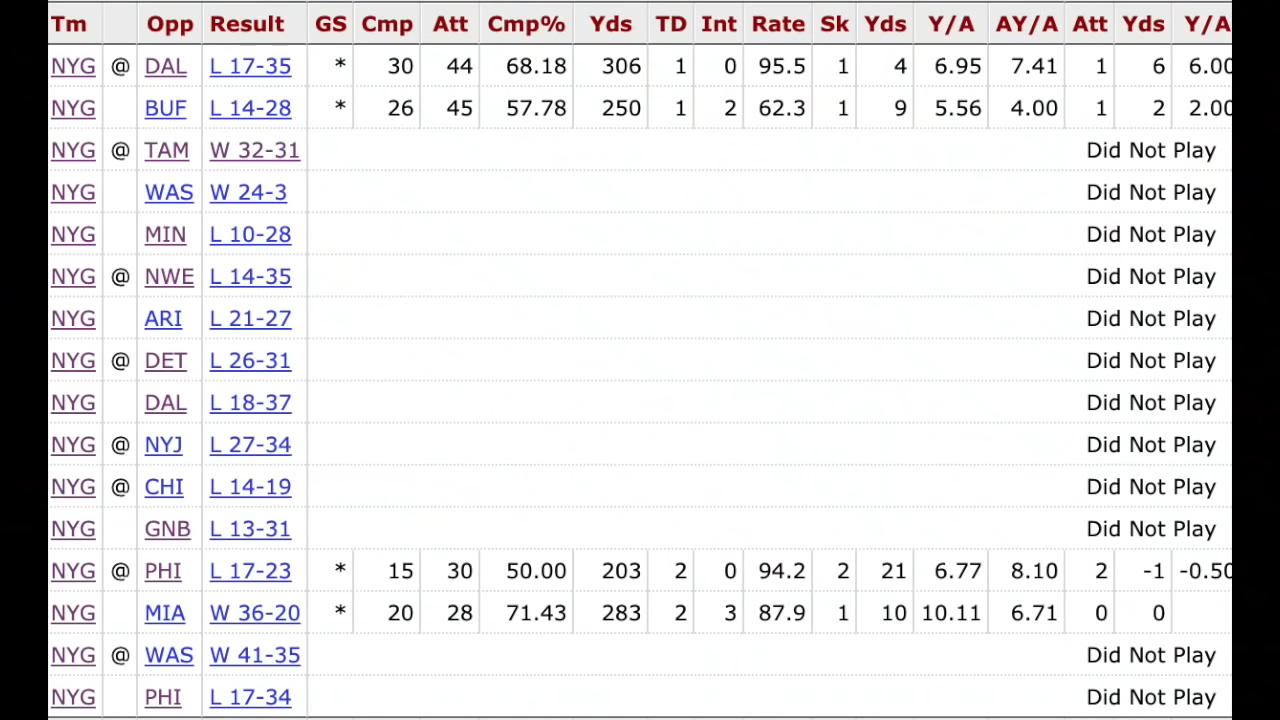 Tm Opp Result GS Cmp Att Cmp% Yds TD Int Rate Sk Yds Y/A AY/A Att Yds Y/A
NYG @ DAL L 17-35 * 30 44 68.18 306 1 0 95.5 1 4 6.95 7.41 1 6 6.00
NYG BUF L 14-28 * 26 45 57.78 250 1 2 62.3 1 9 5.56 4.00 1 2 2.00
NYG @ TAM W 32-31 Did Not Play
NYG WAS W 24-3 Did Not Play
NYG MIN L 10-28 Did Not Play
NYG @ NWE L 14-35 Did Not Play
NYG ARI L 21-27 Did Not Play
NYG @ DET L 26-31 Did Not Play
NYG DAL L 18-37 Did Not Play
NYG @ NYJ L 27-34 Did Not Play
NYG @ CHI L 14-19 Did Not Play
NYG GNB L 13-31 Did Not Play
NYG @ PHI L 17-23 * 15 30 50.00 203 2 0 94.2 2 21 6.77 8.10 2 -1 -0.50
NYG MIA W 36-20 * 20 28 71.43 283 2 3 87.9 1 10 10.11 6.71 0 0
NYG @ WAS W 41-35 Did Not Play
NYG PHI L 17-34 Did Not Play